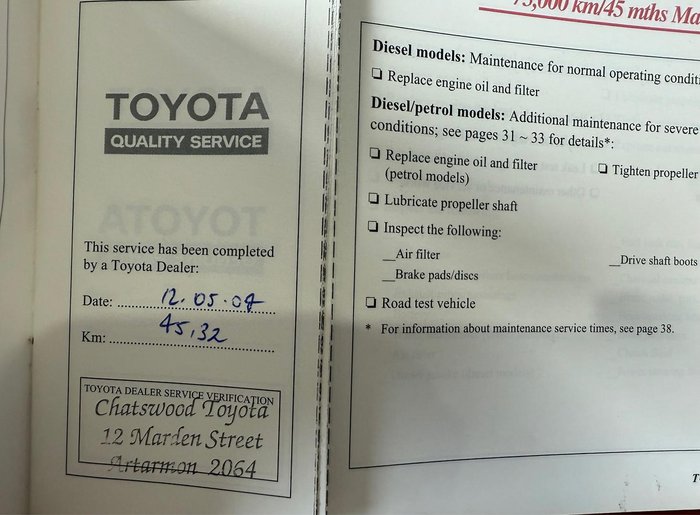 TOYOTA
QUALITY SERVICE
This service has been completed
by a Toyota Dealer:
Date: 12.05.04
Km: 45,32
TOYOTA DEALER SERVICE VERIFICATION
Chatswood Toyota
12 Marden Street
Artarmon 2064
75,000 km/45 mths Ma
Diesel models: Maintenance for normal operating condit
❑ Replace engine oil and filter
Diesel/petrol models: Additional maintenance for severe
conditions; see pages 31 ~ 33 for details*:
❑ Replace engine oil and filter
(petrol models)
❑ Tighten propeller
❑ Lubricate propeller shaft
❑ Inspect the following:
__Air filter
__Drive shaft boots
__Brake pads/discs
❑ Road test vehicle
* For information about maintenance service times, see page 38.